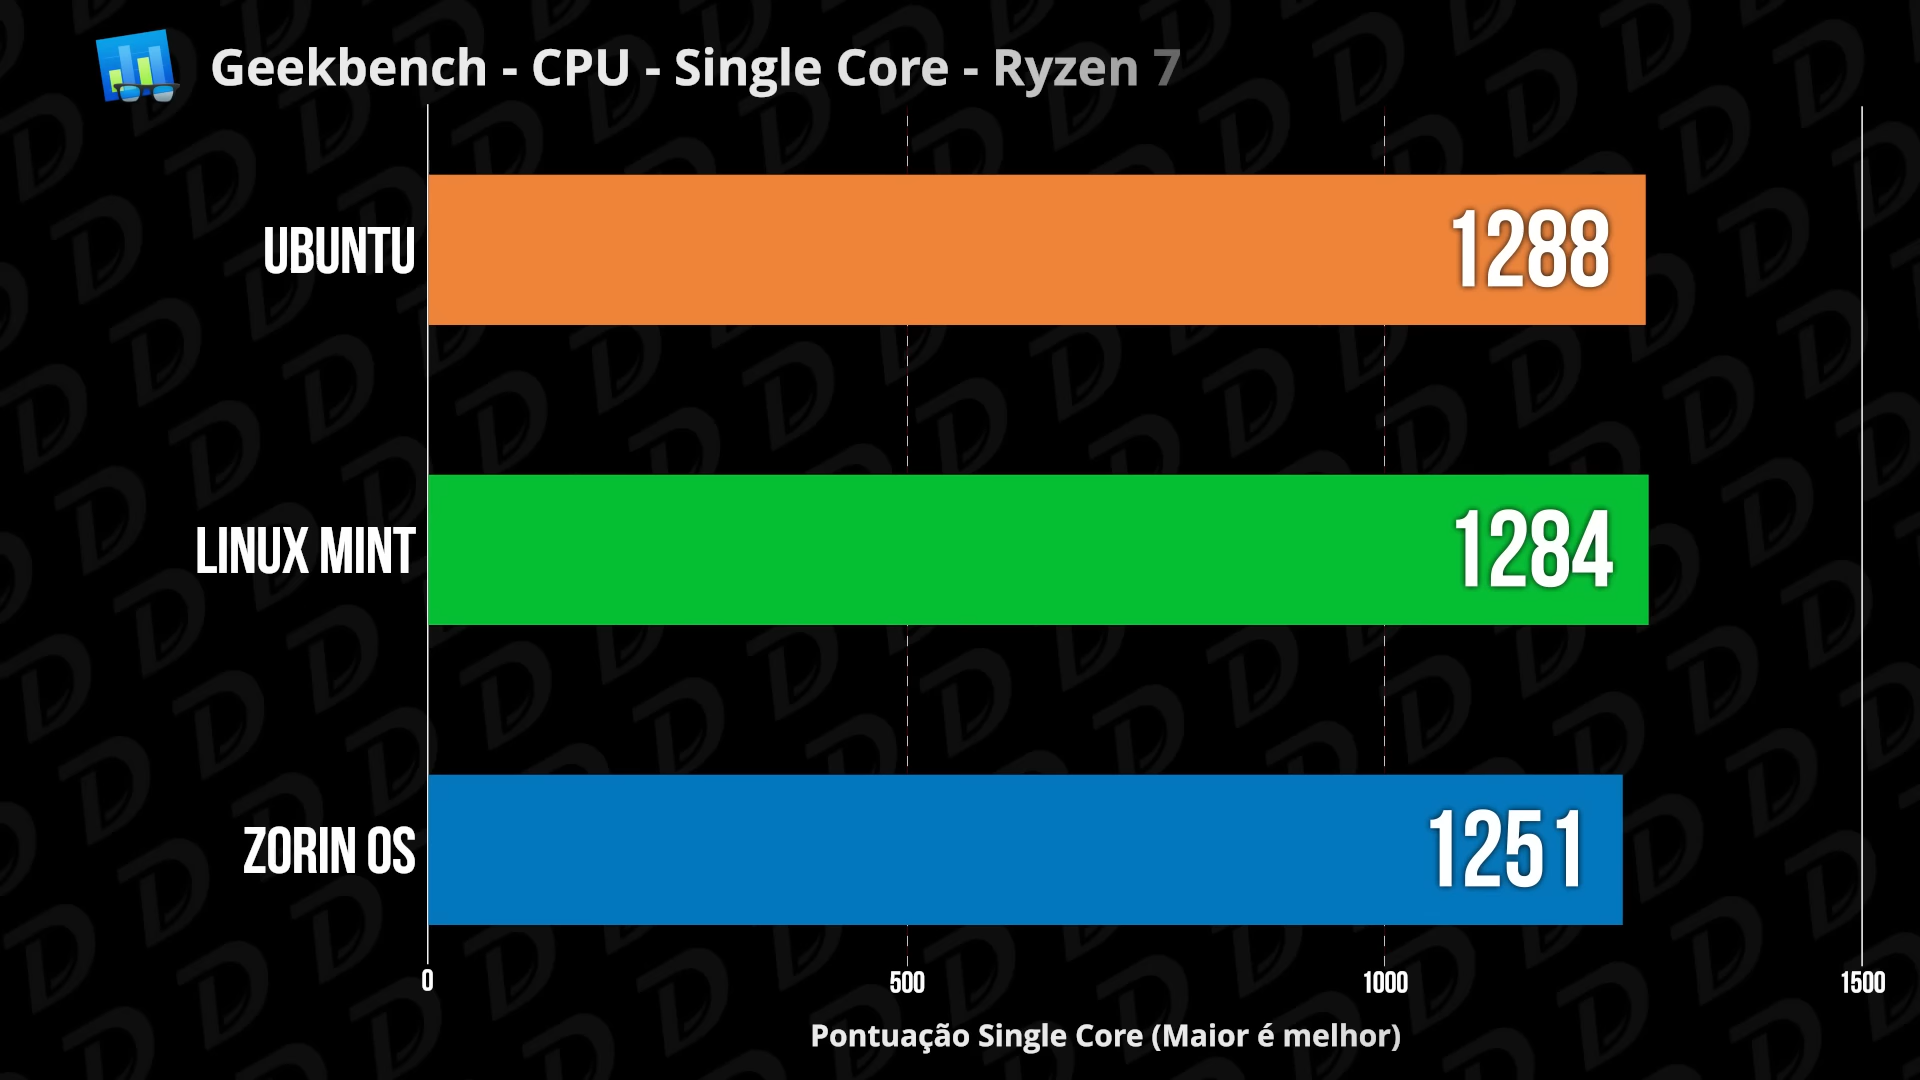 Geekbench - CPU - Single Core - Ryzen 7
UBUNTU
1288
LINUX MINT
1284
ZORIN OS
1251
0
500
1000
1500
Pontuação Single Core (Maior é melhor)